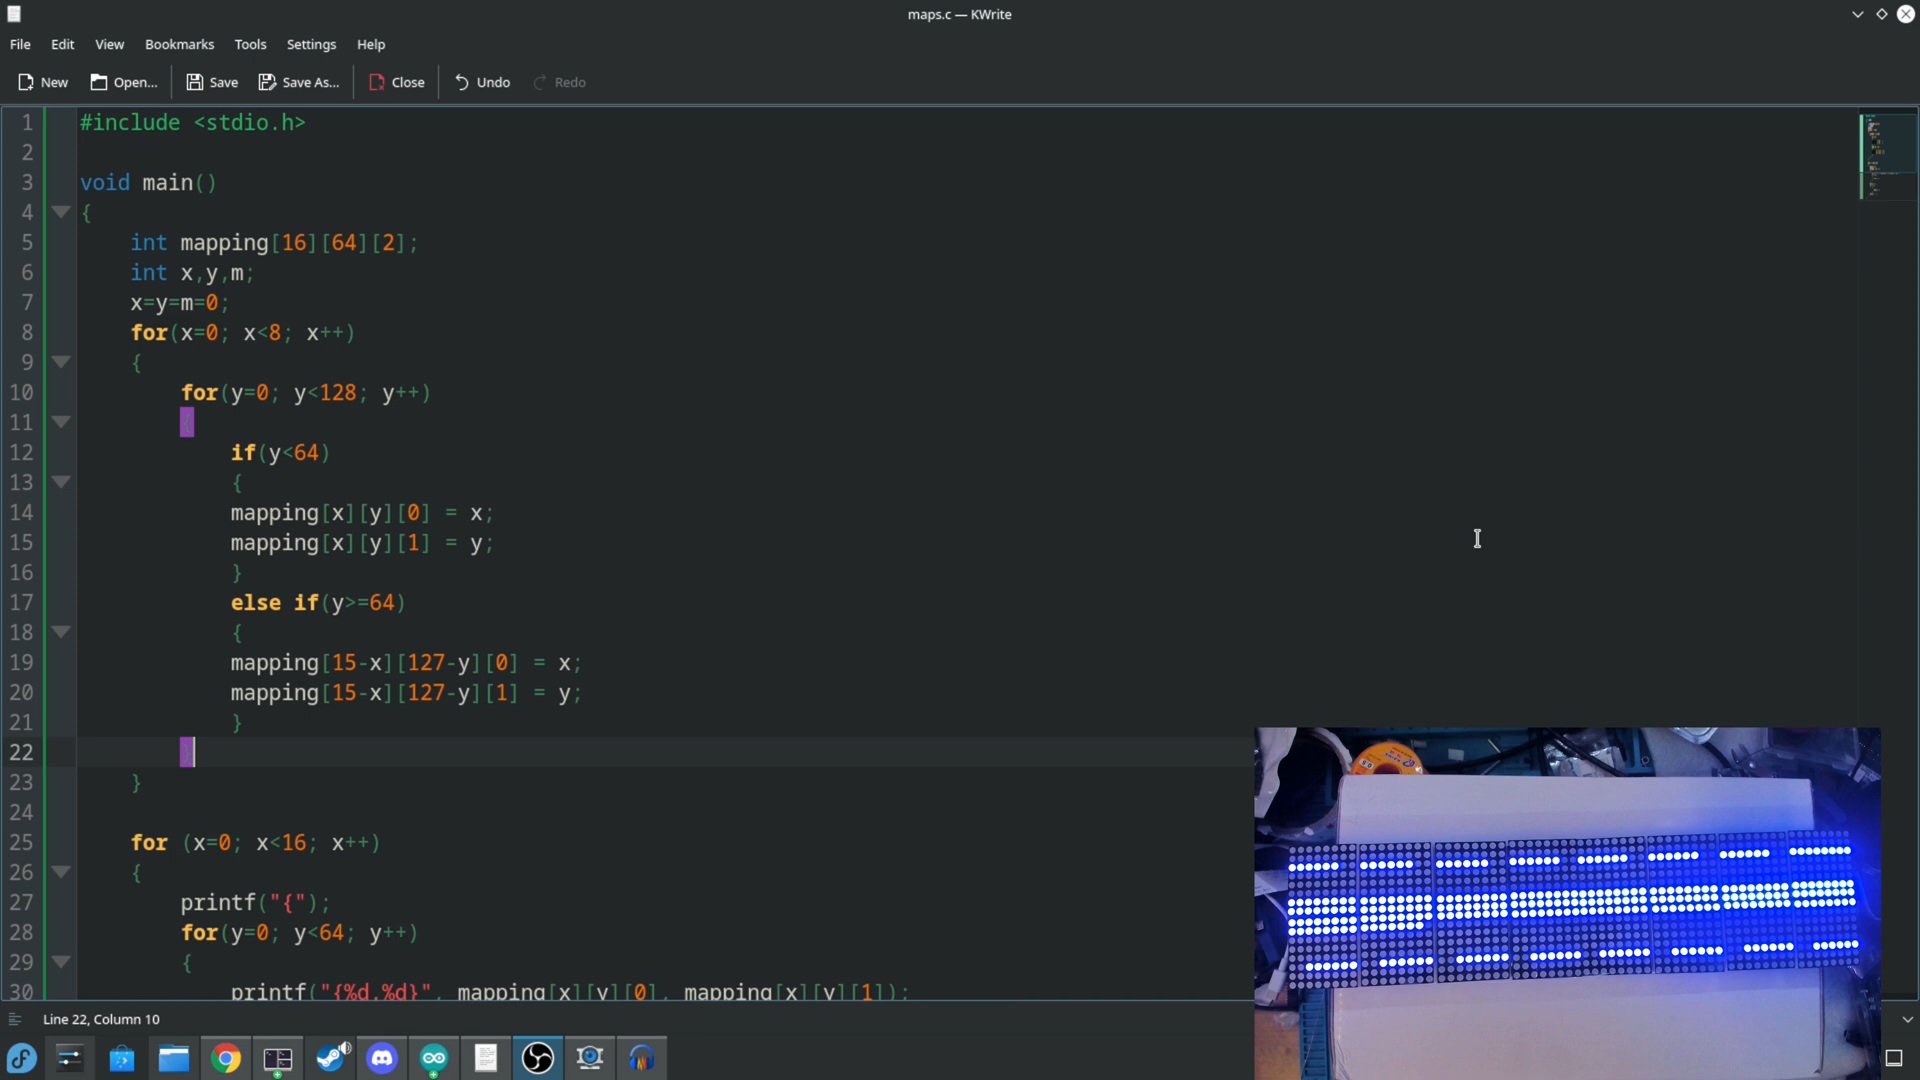 maps.c — KWrite
File Edit View Bookmarks Tools Settings Help
New Open... Save Save As... Close Undo Redo
1 #include <stdio.h>
2
3 void main()
4 {
5 int mapping[16][64][2];
6 int x,y,m;
7 x=y=m=0;
8 for(x=0; x<8; x++)
9 {
10 for(y=0; y<128; y++)
11 {
12 if(y<64)
13 {
14 mapping[x][y][0] = x;
15 mapping[x][y][1] = y;
16 }
17 else if(y>=64)
18 {
19 mapping[15-x][127-y][0] = x;
20 mapping[15-x][127-y][1] = y;
21 }
22 }
23 }
24
25 for (x=0; x<16; x++)
26 {
27 printf("{");
28 for(y=0; y<64; y++)
29 {
30 printf("{%d,%d}", mapping[x][y][0], mapping[x][y][1]);
Line 22, Column 10